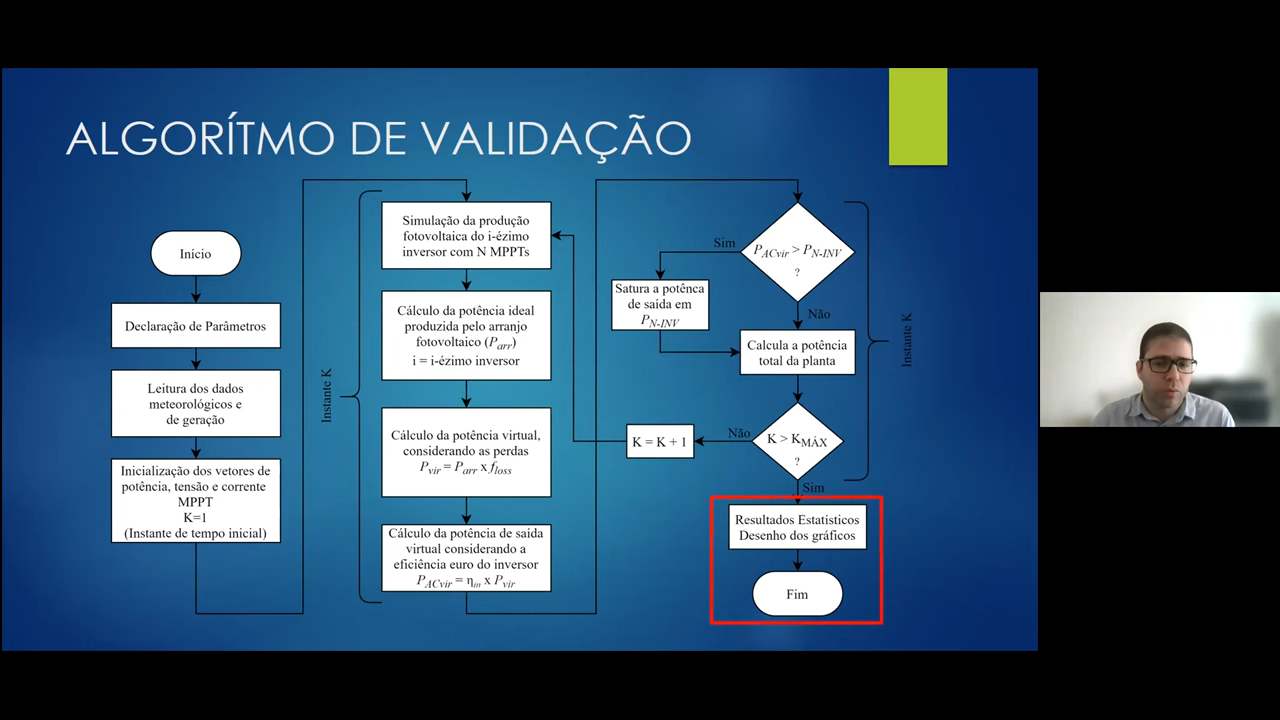 ALGORÍTMO DE VALIDAÇÃO
Início
Declaração de Parâmetros
Leitura dos dados
meteorológicos e
de geração
Inicialização dos vetores de
potência, tensão e corrente
MPPT
K=1
(Instante de tempo inicial)
Instante K
Simulação da produção
fotovoltaica do i-ézimo
inversor com N MPPTs
Cálculo da potência ideal
produzida pelo arranjo
fotovoltaico (Parr)
i = i-ézimo inversor
Cálculo da potência virtual,
considerando as perdas
Pvir = Parr x floss
Cálculo da potência de saída
virtual considerando a
eficiência euro do inversor
PACvir = ηin x Pvir
PACvir > PN-INV
?
Sim
Satura a potênca
de saída em
PN-INV
Não
Calcula a potência
total da planta
Instante K
K > KMÁX
?
Não
K = K + 1
Sim
Resultados Estatísticos
Desenho dos gráficos
Fim